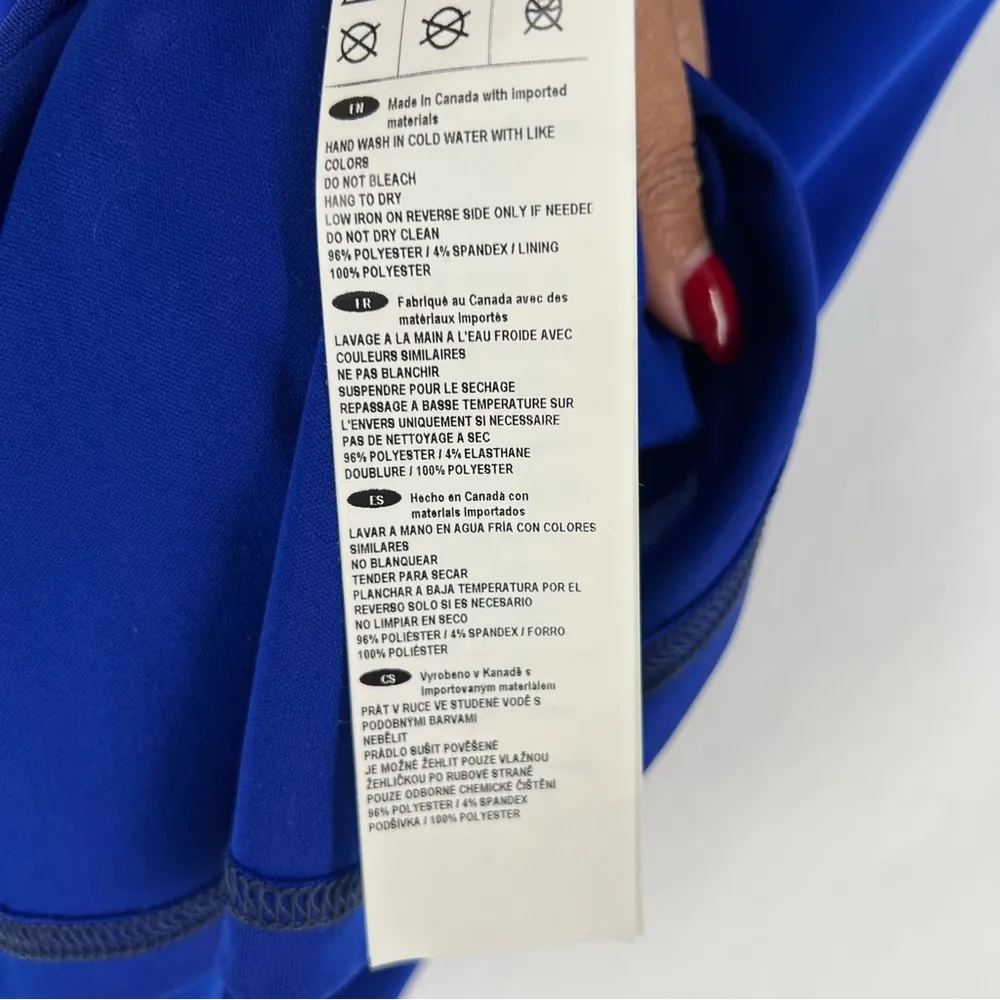 EN Made in Canada with imported
materials
HAND WASH IN COLD WATER WITH LIKE
COLORS
DO NOT BLEACH
HANG TO DRY
LOW IRON ON REVERSE SIDE ONLY IF NEEDED
DO NOT DRY CLEAN
96% POLYESTER / 4% SPANDEX / LINING
100% POLYESTER
FR Fabriqué au Canada avec des
matériaux importés
LAVAGE A LA MAIN A L'EAU FROIDE AVEC
COULEURS SIMILAIRES
NE PAS BLANCHIR
SUSPENDRE POUR LE SECHAGE
REPASSAGE A BASSE TEMPERATURE SUR
L'ENVERS UNIQUEMENT SI NECESSAIRE
PAS DE NETTOYAGE A SEC
96% POLYESTER / 4% ELASTHANE
DOUBLURE / 100% POLYESTER
ES Hecho en Canadá con
materials importados
LAVAR A MANO EN AGUA FRÍA CON COLORES
SIMILARES
NO BLANQUEAR
TENDER PARA SECAR
PLANCHAR A BAJA TEMPERATURA POR EL
REVERSO SOLO SI ES NECESARIO
NO LIMPIAR EN SECO
96% POLIÉSTER / 4% SPANDEX / FORRO
100% POLIÉSTER
CS Vyrobeno v Kanadě s
importovaným materiálem
PRÁT V RUCE VE STUDENÉ VODĚ S
PODOBNÝMI BARVAMI
NEBĚLIT
PRÁDLO SUŠIT POVĚŠENÉ
JE MOŽNÉ ŽEHLIT POUZE VLAŽNOU
ŽEHLIČKOU PO RUBOVÉ STRANĚ
POUZE ODBORNÉ CHEMICKÉ ČIŠTĚNÍ
96% POLYESTER / 4% SPANDEX
PODŠÍVKA / 100% POLYESTER